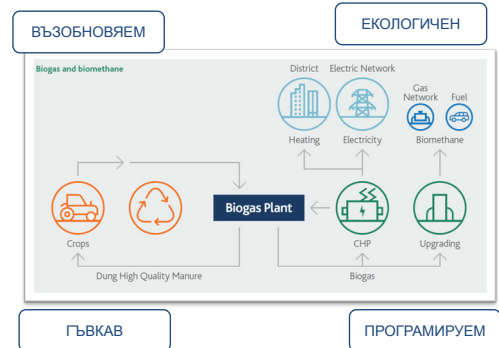 ВЪЗОБНОВЯЕМ
ЕКОЛОГИЧЕН
Biogas and biomethane
District
Electric Network
Gas
Network
Fuel
Heating
Electricity
Biomethane
Biogas Plant
Crops
CHP
Upgrading
Dung High Quality Manure
Biogas
ГЪВКАВ
ПРОГРАМИРУЕМ